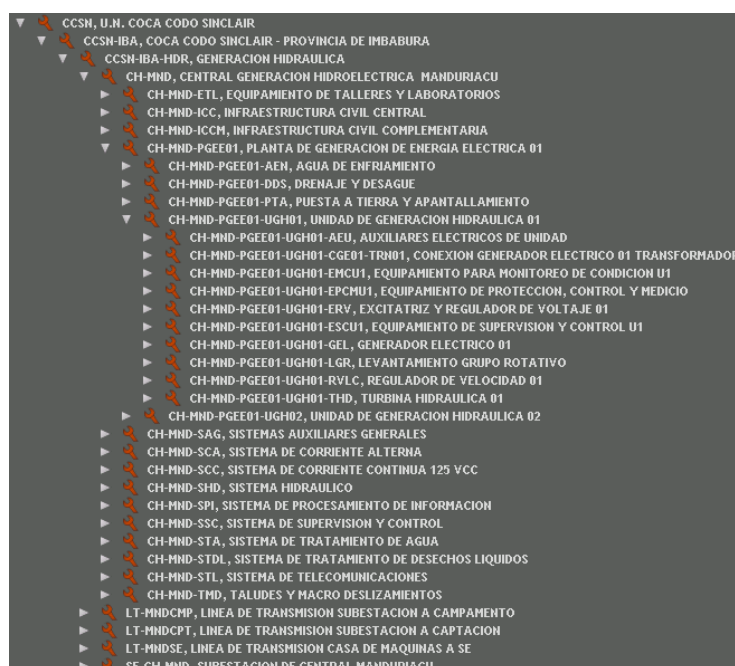 CCSN, U.N. COCA CODO SINCLAIR
CCSN-IBA, COCA CODO SINCLAIR - PROVINCIA DE IMBABURA
CCSN-IBA-HDR, GENERACION HIDRAULICA
CH-MND, CENTRAL GENERACION HIDROELECTRICA MANDURIACU
CH-MND-ETL, EQUIPAMIENTO DE TALLERES Y LABORATORIOS
CH-MND-ICC, INFRAESTRUCTURA CIVIL CENTRAL
CH-MND-ICCM, INFRAESTRUCTURA CIVIL COMPLEMENTARIA
CH-MND-PGEE01, PLANTA DE GENERACION DE ENERGIA ELECTRICA 01
CH-MND-PGEE01-AEN, AGUA DE ENFRIAMIENTO
CH-MND-PGEE01-DDS, DRENAJE Y DESAGUE
CH-MND-PGEE01-PTA, PUESTA A TIERRA Y APANTALLAMIENTO
CH-MND-PGEE01-UGH01, UNIDAD DE GENERACION HIDRAULICA 01
CH-MND-PGEE01-UGH01-AEU, AUXILIARES ELECTRICOS DE UNIDAD
CH-MND-PGEE01-UGH01-CGE01-TRN01, CONEXION GENERADOR ELECTRICO 01 TRANSFORMADOR
CH-MND-PGEE01-UGH01-EMCU1, EQUIPAMIENTO PARA MONITOREO DE CONDICION U1
CH-MND-PGEE01-UGH01-EPCMU1, EQUIPAMIENTO DE PROTECCION, CONTROL Y MEDICIO
CH-MND-PGEE01-UGH01-ERV, EXCITATRIZ Y REGULADOR DE VOLTAJE 01
CH-MND-PGEE01-UGH01-ESCU1, EQUIPAMIENTO DE SUPERVISION Y CONTROL U1
CH-MND-PGEE01-UGH01-GEL, GENERADOR ELECTRICO 01
CH-MND-PGEE01-UGH01-LGR, LEVANTAMIENTO GRUPO ROTATIVO
CH-MND-PGEE01-UGH01-RVLC, REGULADOR DE VELOCIDAD 01
CH-MND-PGEE01-UGH01-THD, TURBINA HIDRAULICA 01
CH-MND-PGEE01-UGH02, UNIDAD DE GENERACION HIDRAULICA 02
CH-MND-SAG, SISTEMAS AUXILIARES GENERALES
CH-MND-SCA, SISTEMA DE CORRIENTE ALTERNA
CH-MND-SCC, SISTEMA DE CORRIENTE CONTINUA 125 VCC
CH-MND-SHD, SISTEMA HIDRAULICO
CH-MND-SPI, SISTEMA DE PROCESAMIENTO DE INFORMACION
CH-MND-SSC, SISTEMA DE SUPERVISION Y CONTROL
CH-MND-STA, SISTEMA DE TRATAMIENTO DE AGUA
CH-MND-STDL, SISTEMA DE TRATAMIENTO DE DESECHOS LIQUIDOS
CH-MND-STL, SISTEMA DE TELECOMUNICACIONES
CH-MND-TMD, TALUDES Y MACRO DESLIZAMIENTOS
LT-MNDCMP, LINEA DE TRANSMISION SUBESTACION A CAMPAMENTO
LT-MNDCPT, LINEA DE TRANSMISION SUBESTACION A CAPTACION
LT-MNDSE, LINEA DE TRANSMISION CASA DE MAQUINAS A SE
SE-CH-MND, SUBESTACION DE CENTRAL MANDURIACU